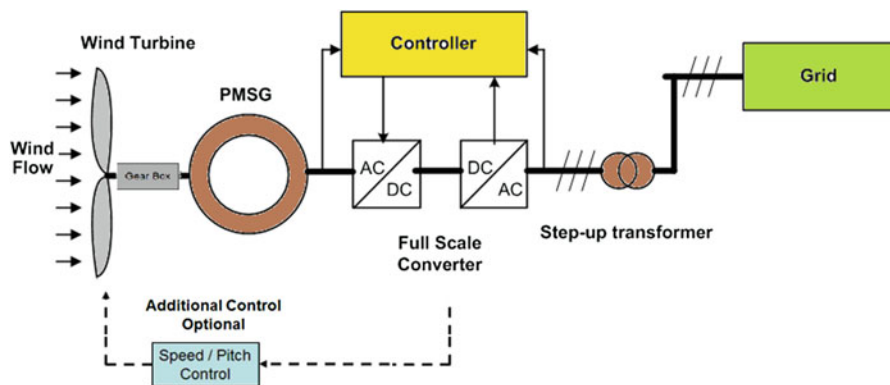 Wind Turbine
Controller
Grid
PMSG
Wind
Flow
Gear Box
AC
DC
DC
AC
Full Scale
Converter
Step-up transformer
Additional Control
Optional
Speed / Pitch
Control